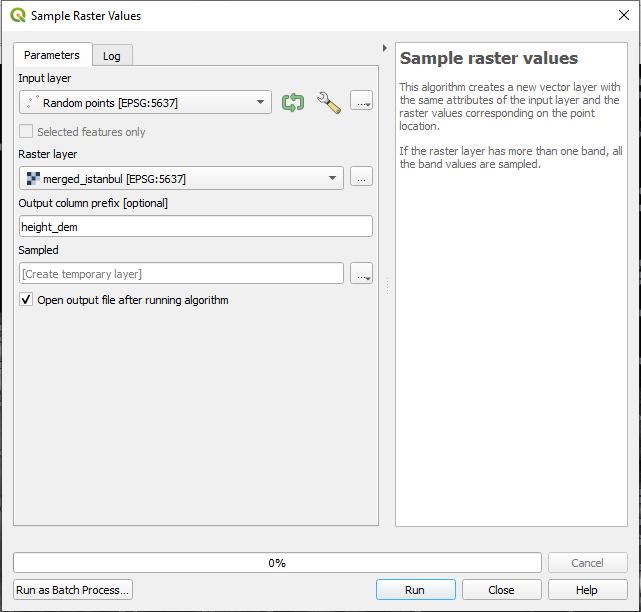 Sample Raster Values
Parameters
Log
Input layer
Random points [EPSG:5637]
...
Selected features only
Raster layer
merged_istanbul [EPSG:5637]
...
Output column prefix [optional]
height_dem
Sampled
[Create temporary layer]
...
Open output file after running algorithm
Sample raster values
This algorithm creates a new vector layer with
the same attributes of the input layer and the
raster values corresponding on the point
location.
If the raster layer has more than one band, all
the band values are sampled.
0%
Cancel
Run as Batch Process...
Run
Close
Help